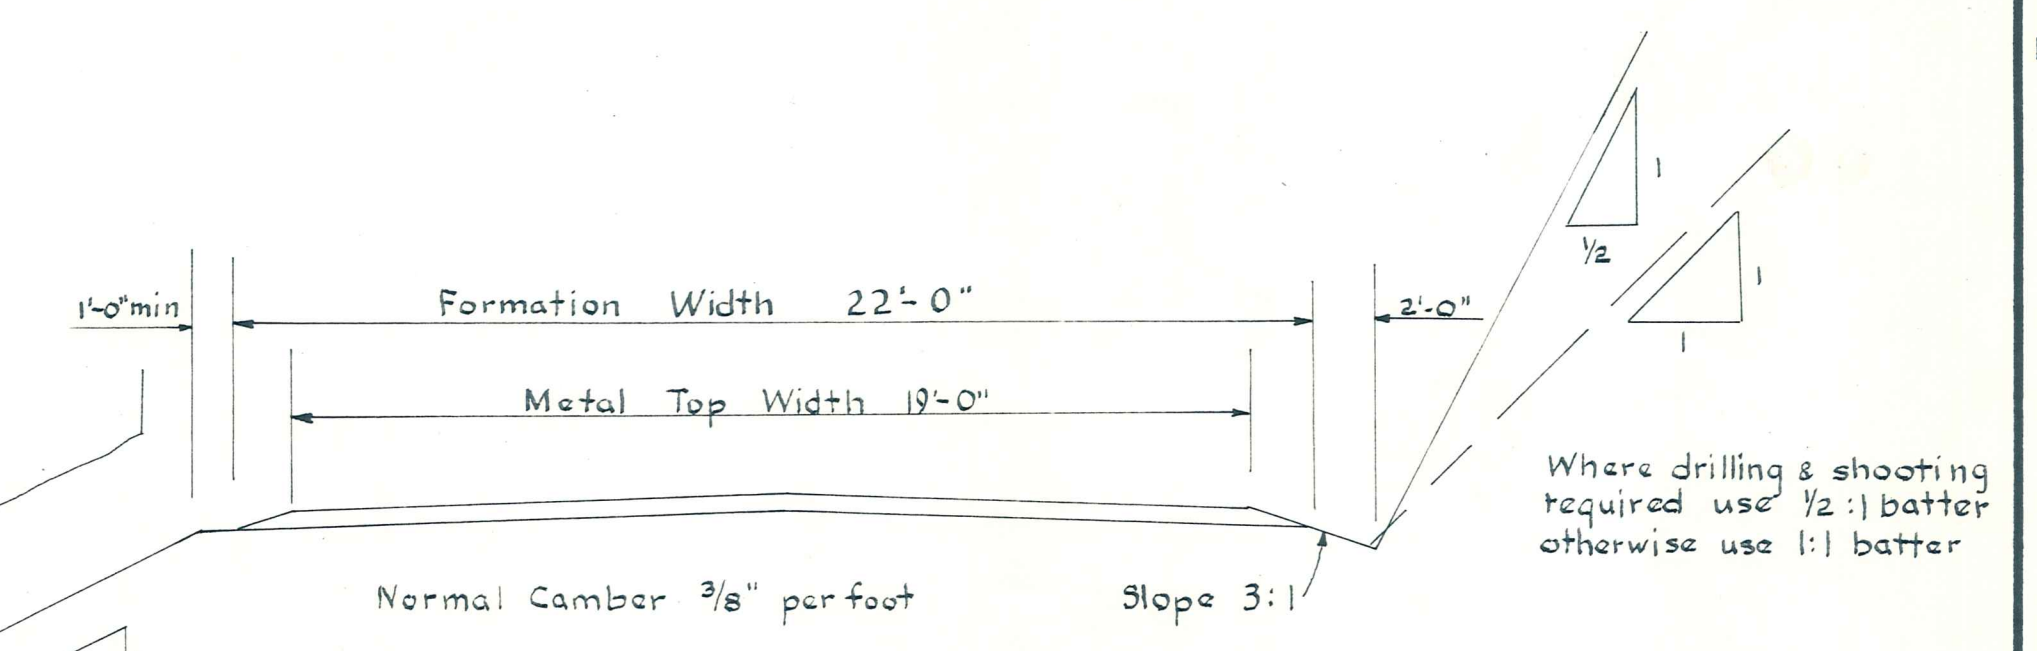 1'-0" min
Formation Width 22'-0"
2'-0"
Metal Top Width 19'-0"
1
1/2
1
1
Where drilling & shooting
required use 1/2 :1 batter
otherwise use 1:1 batter
Normal Camber 3/8" per foot
Slope 3:1